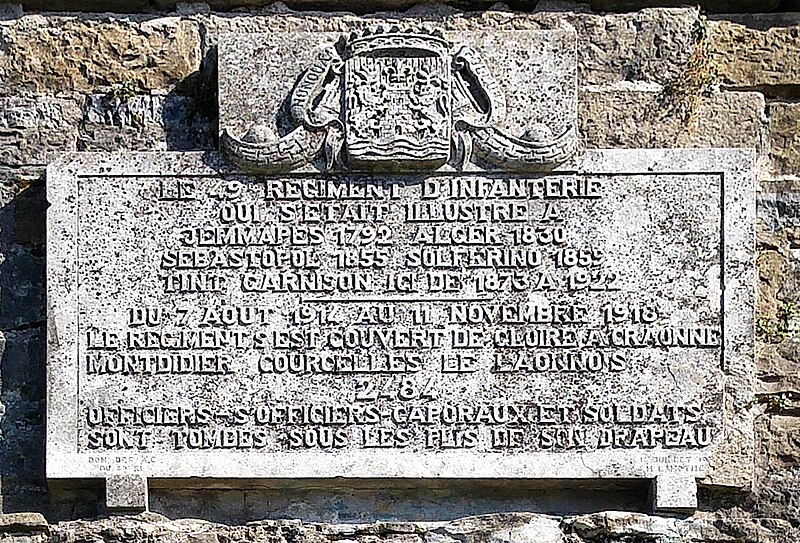 LE 49 REGIMENT D'INFANTERIE
QUI S'ETAIT ILLUSTRE A
JEMMAPES 1792 ALGER 1830
SEBASTOPOL 1855 SOLFERINO 1859
TINT GARNISON ICI DE 1873 A 1922
DU 7 AOUT 1914 AU 11 NOVEMBRE 1918
LE REGIMENT S'EST COUVERT DE GLOIRE A CRAONNE
MONTDIDIER COURCELLES LE LAONNOIS
2484
OFFICIERS-S'OFFICIERS-CAPORAUX ET SOLDATS
SONT TOMBES SOUS LES PLIS DE SON DRAPEAU